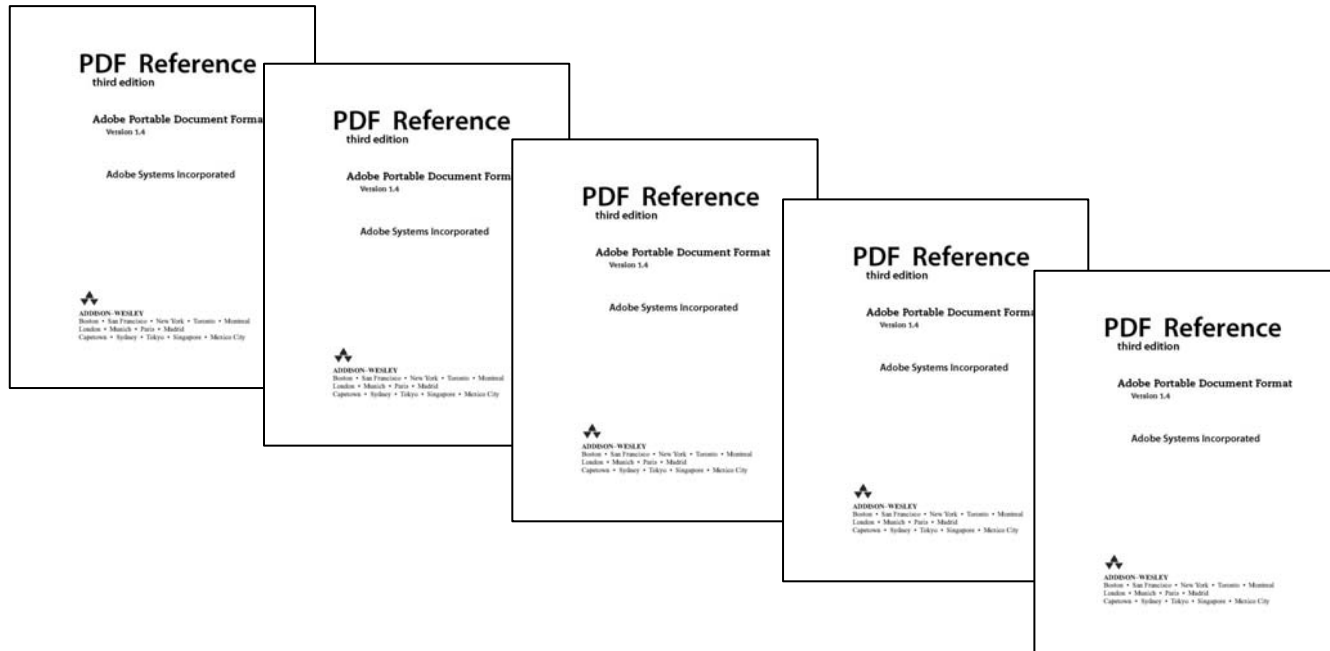 PDF Reference
third edition
Adobe Portable Document Forma
Version 1.4
Adobe Systems Incorporated
ADDISON–WESLEY
Boston • San Francisco • New York • Toronto • Montreal
London • Munich • Paris • Madrid
Capetown • Sydney • Tokyo • Singapore • Mexico City
PDF Reference
third edition
Adobe Portable Document Form
Version 1.4
Adobe Systems Incorporated
ADDISON–WESLEY
Boston • San Francisco • New York • Toronto • Montreal
London • Munich • Paris • Madrid
Capetown • Sydney • Tokyo • Singapore • Mexico City
PDF Reference
third edition
Adobe Portable Document Format
Version 1.4
Adobe Systems Incorporated
ADDISON–WESLEY
Boston • San Francisco • New York • Toronto • Montreal
London • Munich • Paris • Madrid
Capetown • Sydney • Tokyo • Singapore • Mexico City
PDF Reference
third edition
Adobe Portable Document Forma
Version 1.4
Adobe Systems Incorporated
ADDISON–WESLEY
Boston • San Francisco • New York • Toronto • Montreal
London • Munich • Paris • Madrid
Capetown • Sydney • Tokyo • Singapore • Mexico City
PDF Reference
third edition
Adobe Portable Document Format
Version 1.4
Adobe Systems Incorporated
ADDISON–WESLEY
Boston • San Francisco • New York • Toronto • Montreal
London • Munich • Paris • Madrid
Capetown • Sydney • Tokyo • Singapore • Mexico City